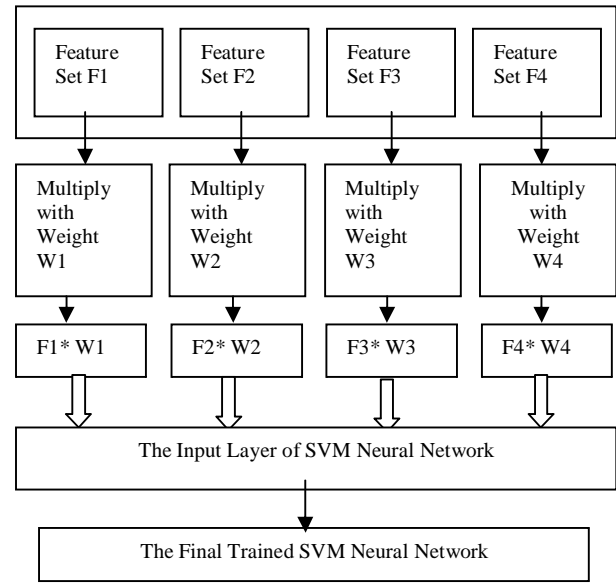 Feature
Set F1
Feature
Set F2
Feature
Set F3
Feature
Set F4
Multiply
with
Weight
W1
Multiply
with
Weight
W2
Multiply
with
Weight
W3
Multiply
with
Weight
W4
F1* W1
F2* W2
F3* W3
F4* W4
The Input Layer of SVM Neural Network
The Final Trained SVM Neural Network